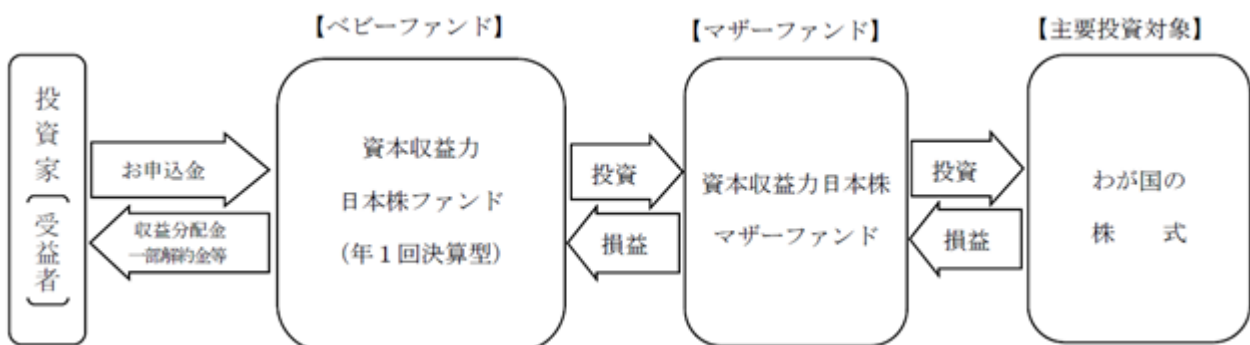 【ベビーファンド】
【マザーファンド】
【主要投資対象】
投資家(受益者)
お申込金
収益分配金
一部解約金等
資本収益力
日本株ファンド
(年1回決算型)
投資
損益
資本収益力日本株
マザーファンド
投資
損益
わが国の
株 式